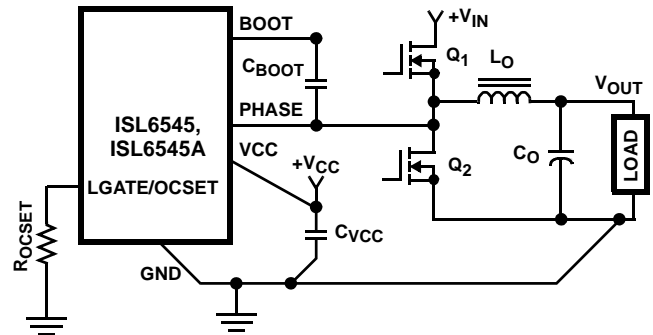 +VIN
BOOT
Q1
LO
CBOOT
VOUT
PHASE
ISL6545,
ISL6545A
VCC
+VCC
CO
LOAD
Q2
LGATE/OCSET
ROCSET
CVCC
GND